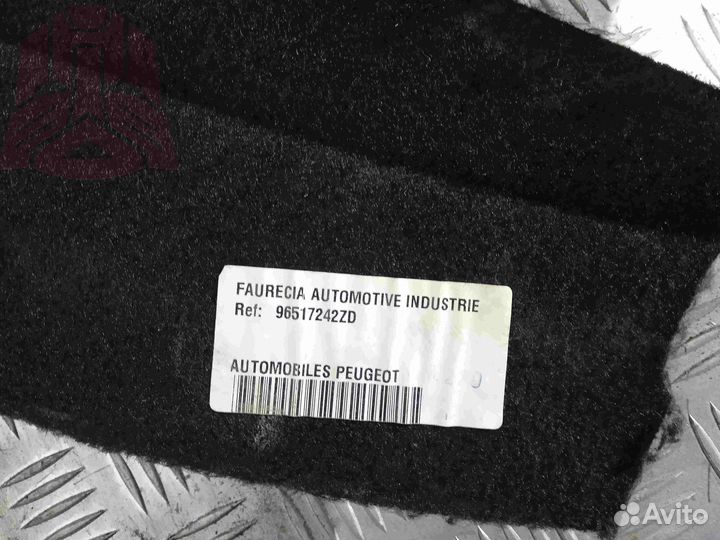 FAURECIA AUTOMOTIVE INDUSTRIE
Ref: 96517242ZD
AUTOMOBILES PEUGEOT
Avito